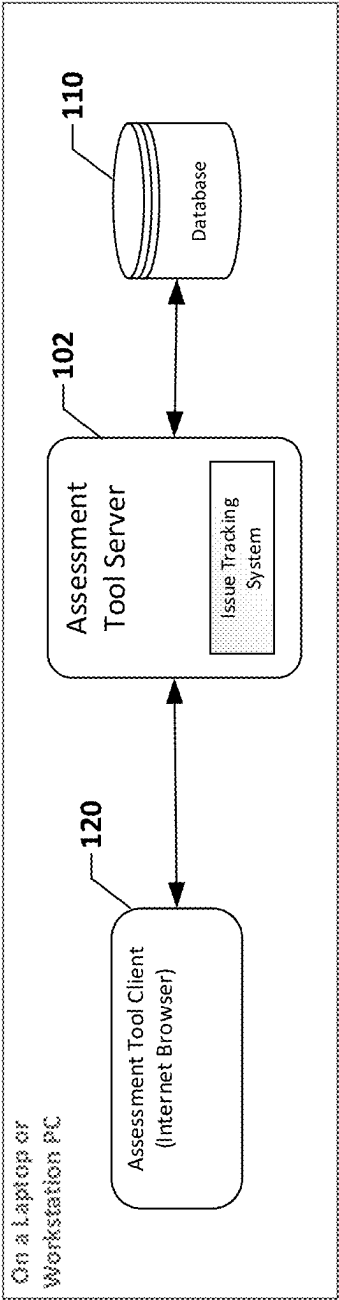 On a Laptop or
Workstation PC
120
Assessment Tool Client
(Internet Browser)
102
Assessment
Tool Server
Issue Tracking
System
110
Database